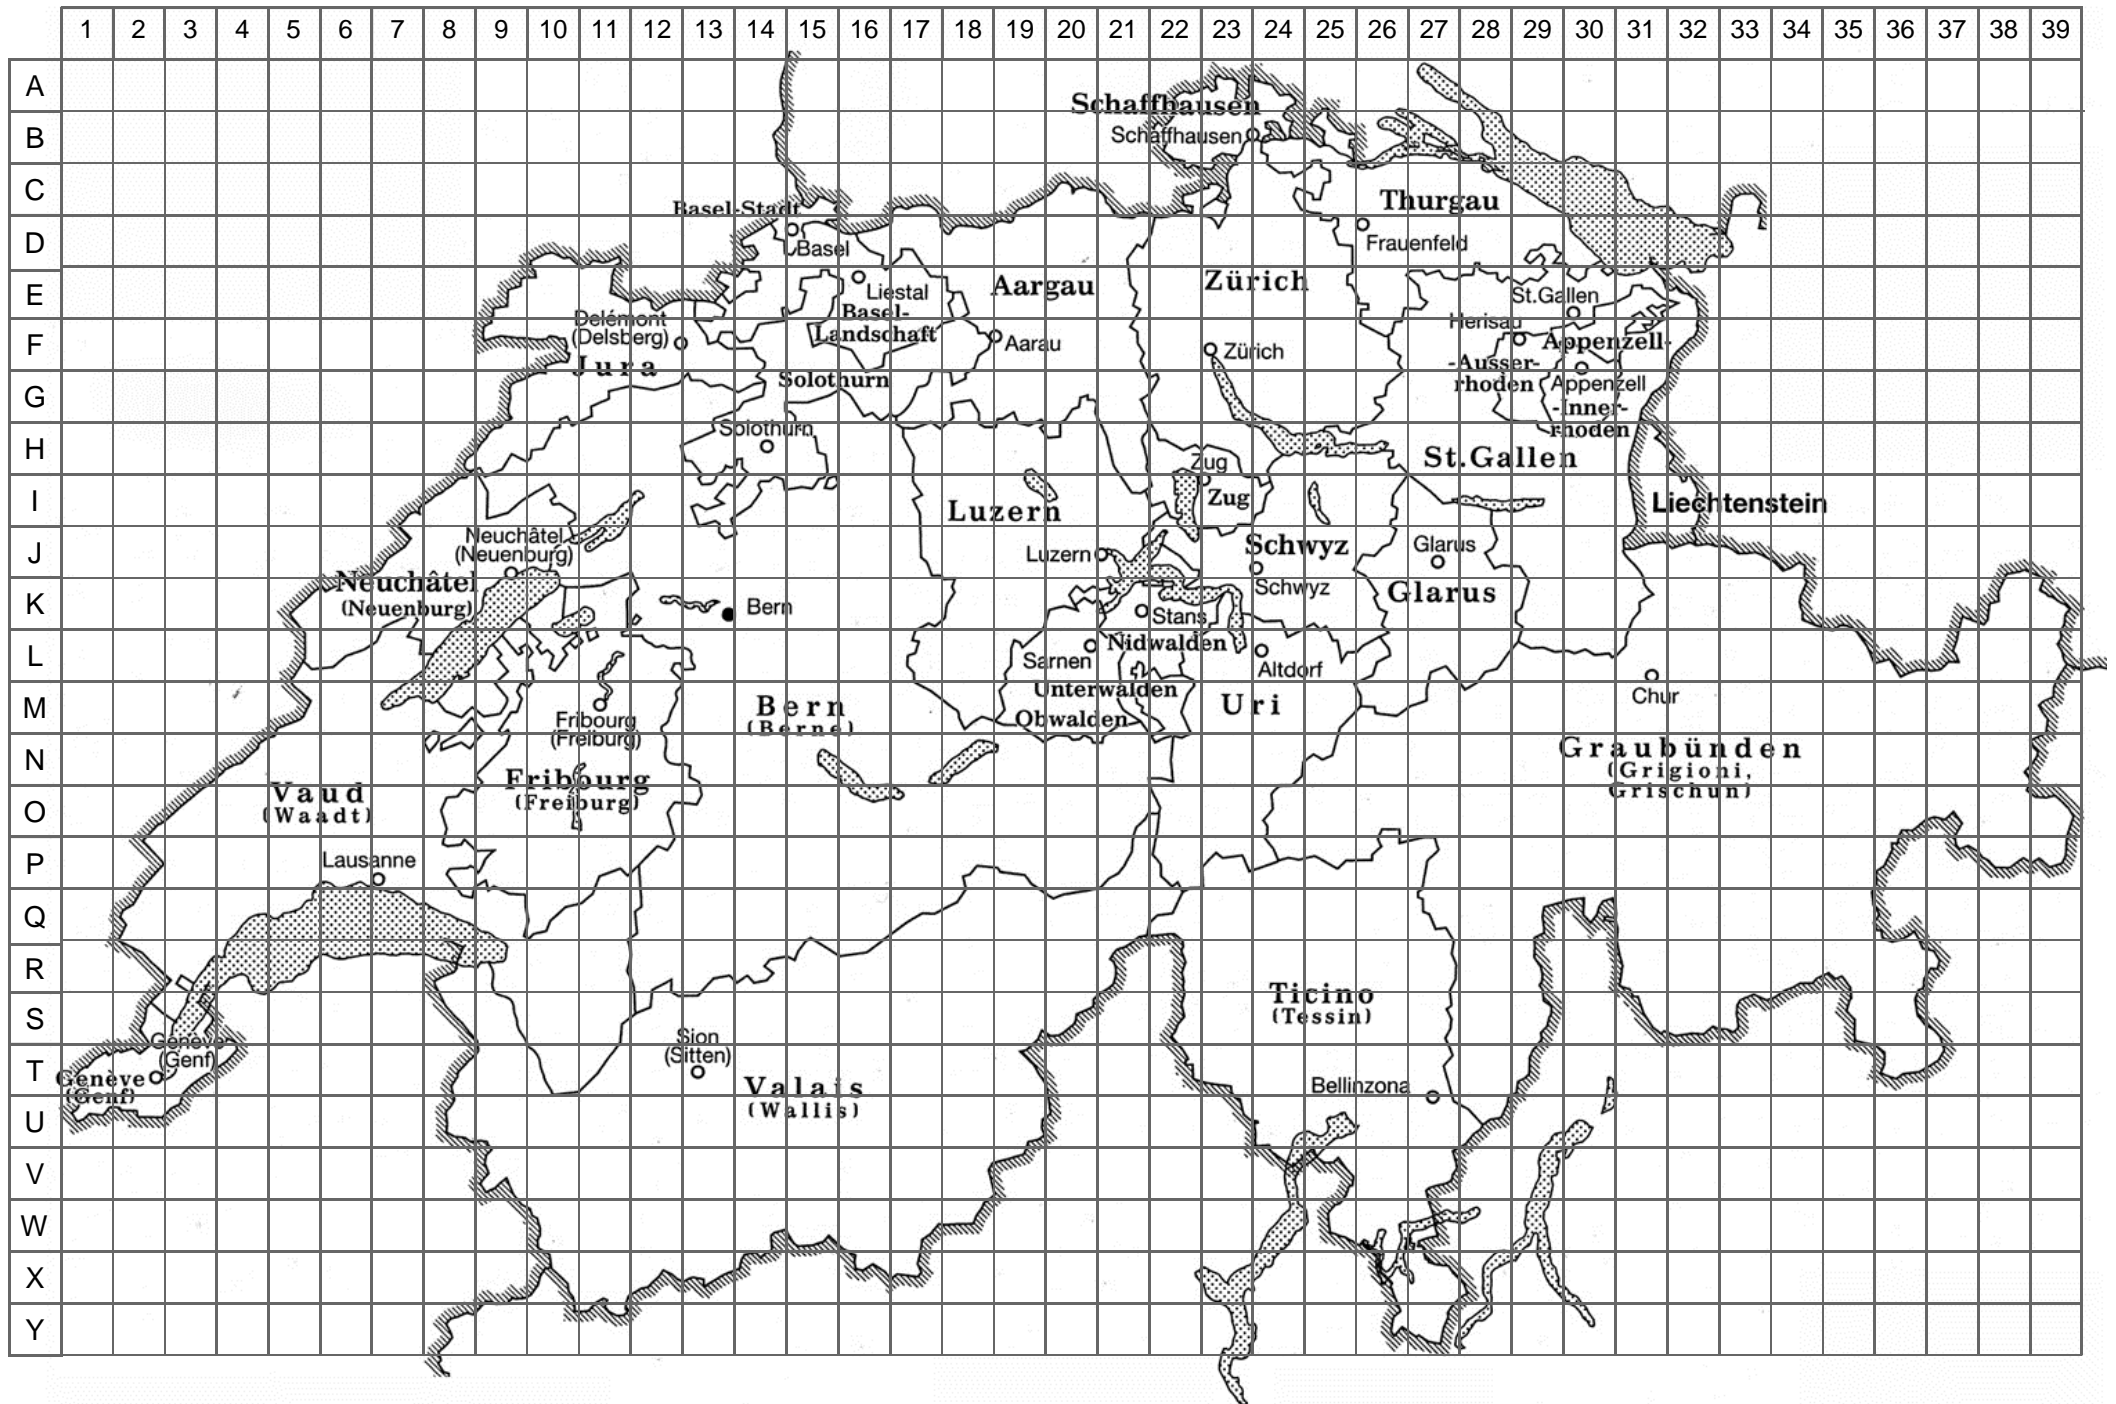 1 2 3 4 5 6 7 8 9 10 11 12 13 14 15 16 17 18 19 20 21 22 23 24 25 26 27 28 29 30 31 32 33 34 35 36 37 38 39
A
Schaffhausen
B
Schaffhausen
C
Basel-Stadt
Thurgau
D
Basel
Frauenfeld
E
Liestal
Aargau
Zürich
St.Gallen
Basel-
Landschaft
Delémont
(Delsberg)
Herisau
F
Aarau
Zürich
Appenzell-
Jura
-Ausser-
rhoden
Solothurn
Appenzell
G
-Inner-
rhoden
Solothurn
H
Zug
St.Gallen
I
Luzern
Zug
Liechtenstein
Neuchâtel
(Neuenburg)
J
Luzern
Schwyz
Glarus
Neuchâtel
(Neuenburg)
Schwyz
K
Bern
Stans
Glarus
Nidwalden
L
Sarnen
Altdorf
Unterwalden
M
Obwalden
Chur
Bern
(Berne)
Uri
Fribourg
(Freiburg)
N
Graubünden
(Grigioni,
Grischun)
Fribourg
(Freiburg)
Vaud
(Waadt)
O
P
Lausanne
Q
R
Ticino
(Tessin)
S
Sion
(Sitten)
Genève
(Genf)
T
Genève
(Genf)
Valais
(Wallis)
Bellinzona
U
V
W
X
Y